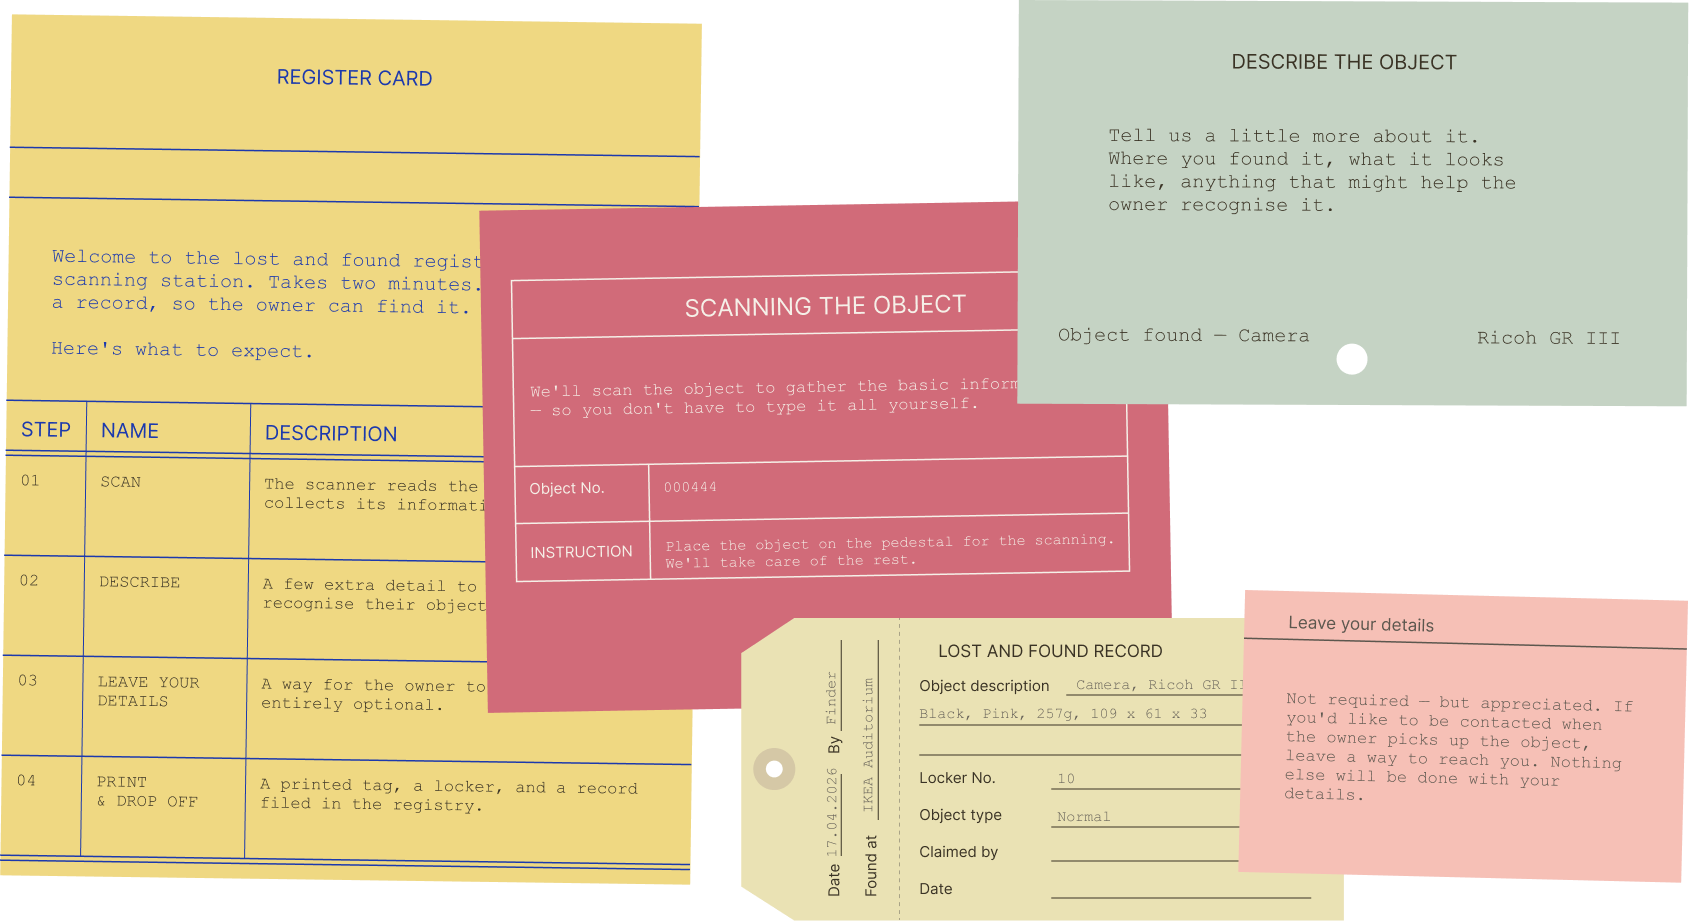 REGISTER CARD
Welcome to the lost and found regist
scanning station. Takes two minutes.
a record, so the owner can find it.
Here's what to expect.
STEP NAME DESCRIPTION
01 SCAN The scanner reads the
collects its informati
02 DESCRIBE A few extra detail to
recognise their object
03 LEAVE YOUR A way for the owner to
DETAILS entirely optional.
04 PRINT A printed tag, a locker, and a record
& DROP OFF filed in the registry.
SCANNING THE OBJECT
We'll scan the object to gather the basic inform
— so you don't have to type it all yourself.
Object No. 000444
INSTRUCTION Place the object on the pedestal for the scanning.
We'll take care of the rest.
DESCRIBE THE OBJECT
Tell us a little more about it.
Where you found it, what it looks
like, anything that might help the
owner recognise it.
Object found — Camera Ricoh GR III
Date 17.04.2026 By Finder
Found at IKEA Auditorium
LOST AND FOUND RECORD
Object description Camera, Ricoh GR II
Black, Pink, 257g, 109 x 61 x 33
Locker No. 10
Object type Normal
Claimed by
Date
Leave your details
Not required — but appreciated. If
you'd like to be contacted when
the owner picks up the object,
leave a way to reach you. Nothing
else will be done with your
details.